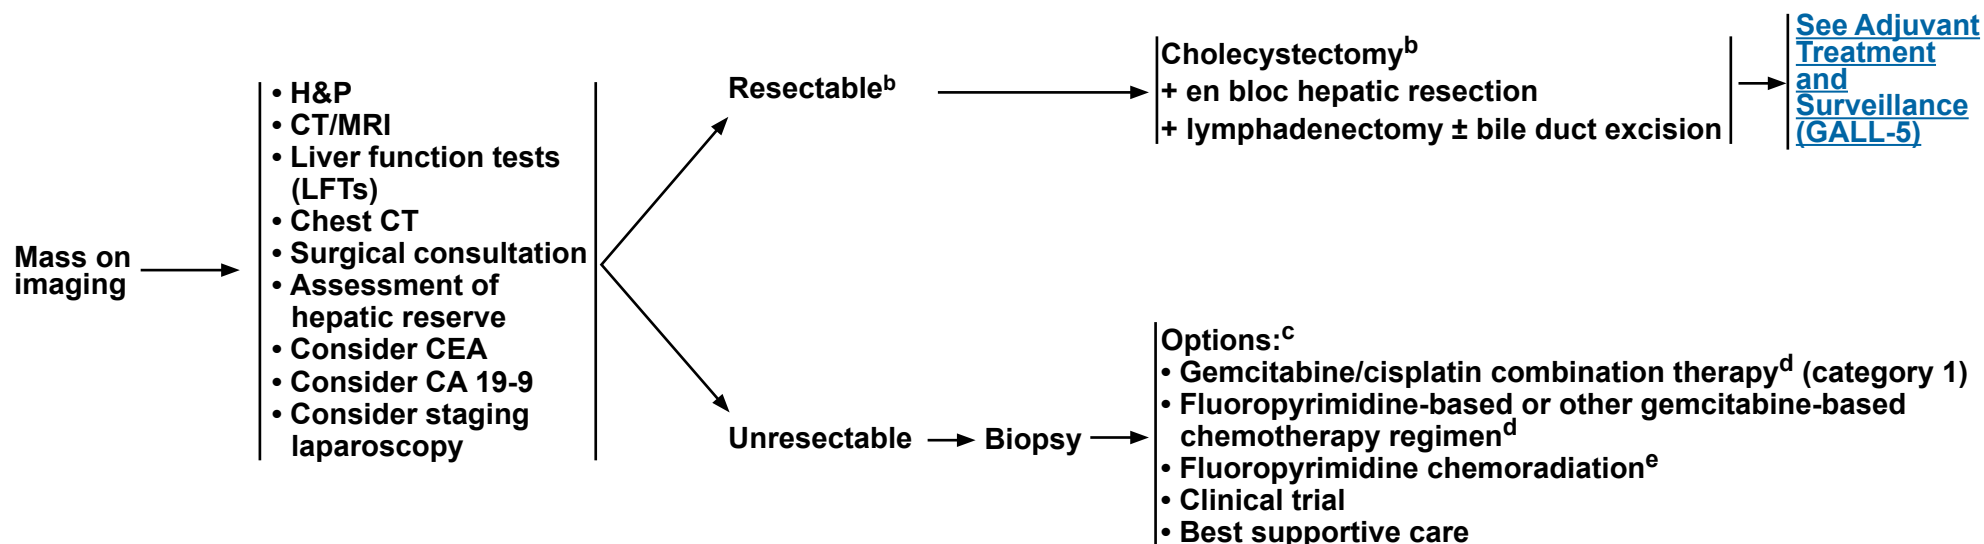 Mass on
imaging
• H&P
• CT/MRI
• Liver function tests
(LFTs)
• Chest CT
• Surgical consultation
• Assessment of
hepatic reserve
• Consider CEA
• Consider CA 19-9
• Consider staging
laparoscopy
Resectableᵇ
Cholecystectomyᵇ
+ en bloc hepatic resection
+ lymphadenectomy ± bile duct excision
See Adjuvant
Treatment
and
Surveillance
(GALL-5)
Unresectable
Biopsy
Options:ᶜ
• Gemcitabine/cisplatin combination therapyᵈ (category 1)
• Fluoropyrimidine-based or other gemcitabine-based
chemotherapy regimenᵈ
• Fluoropyrimidine chemoradiationᵉ
• Clinical trial
• Best supportive care